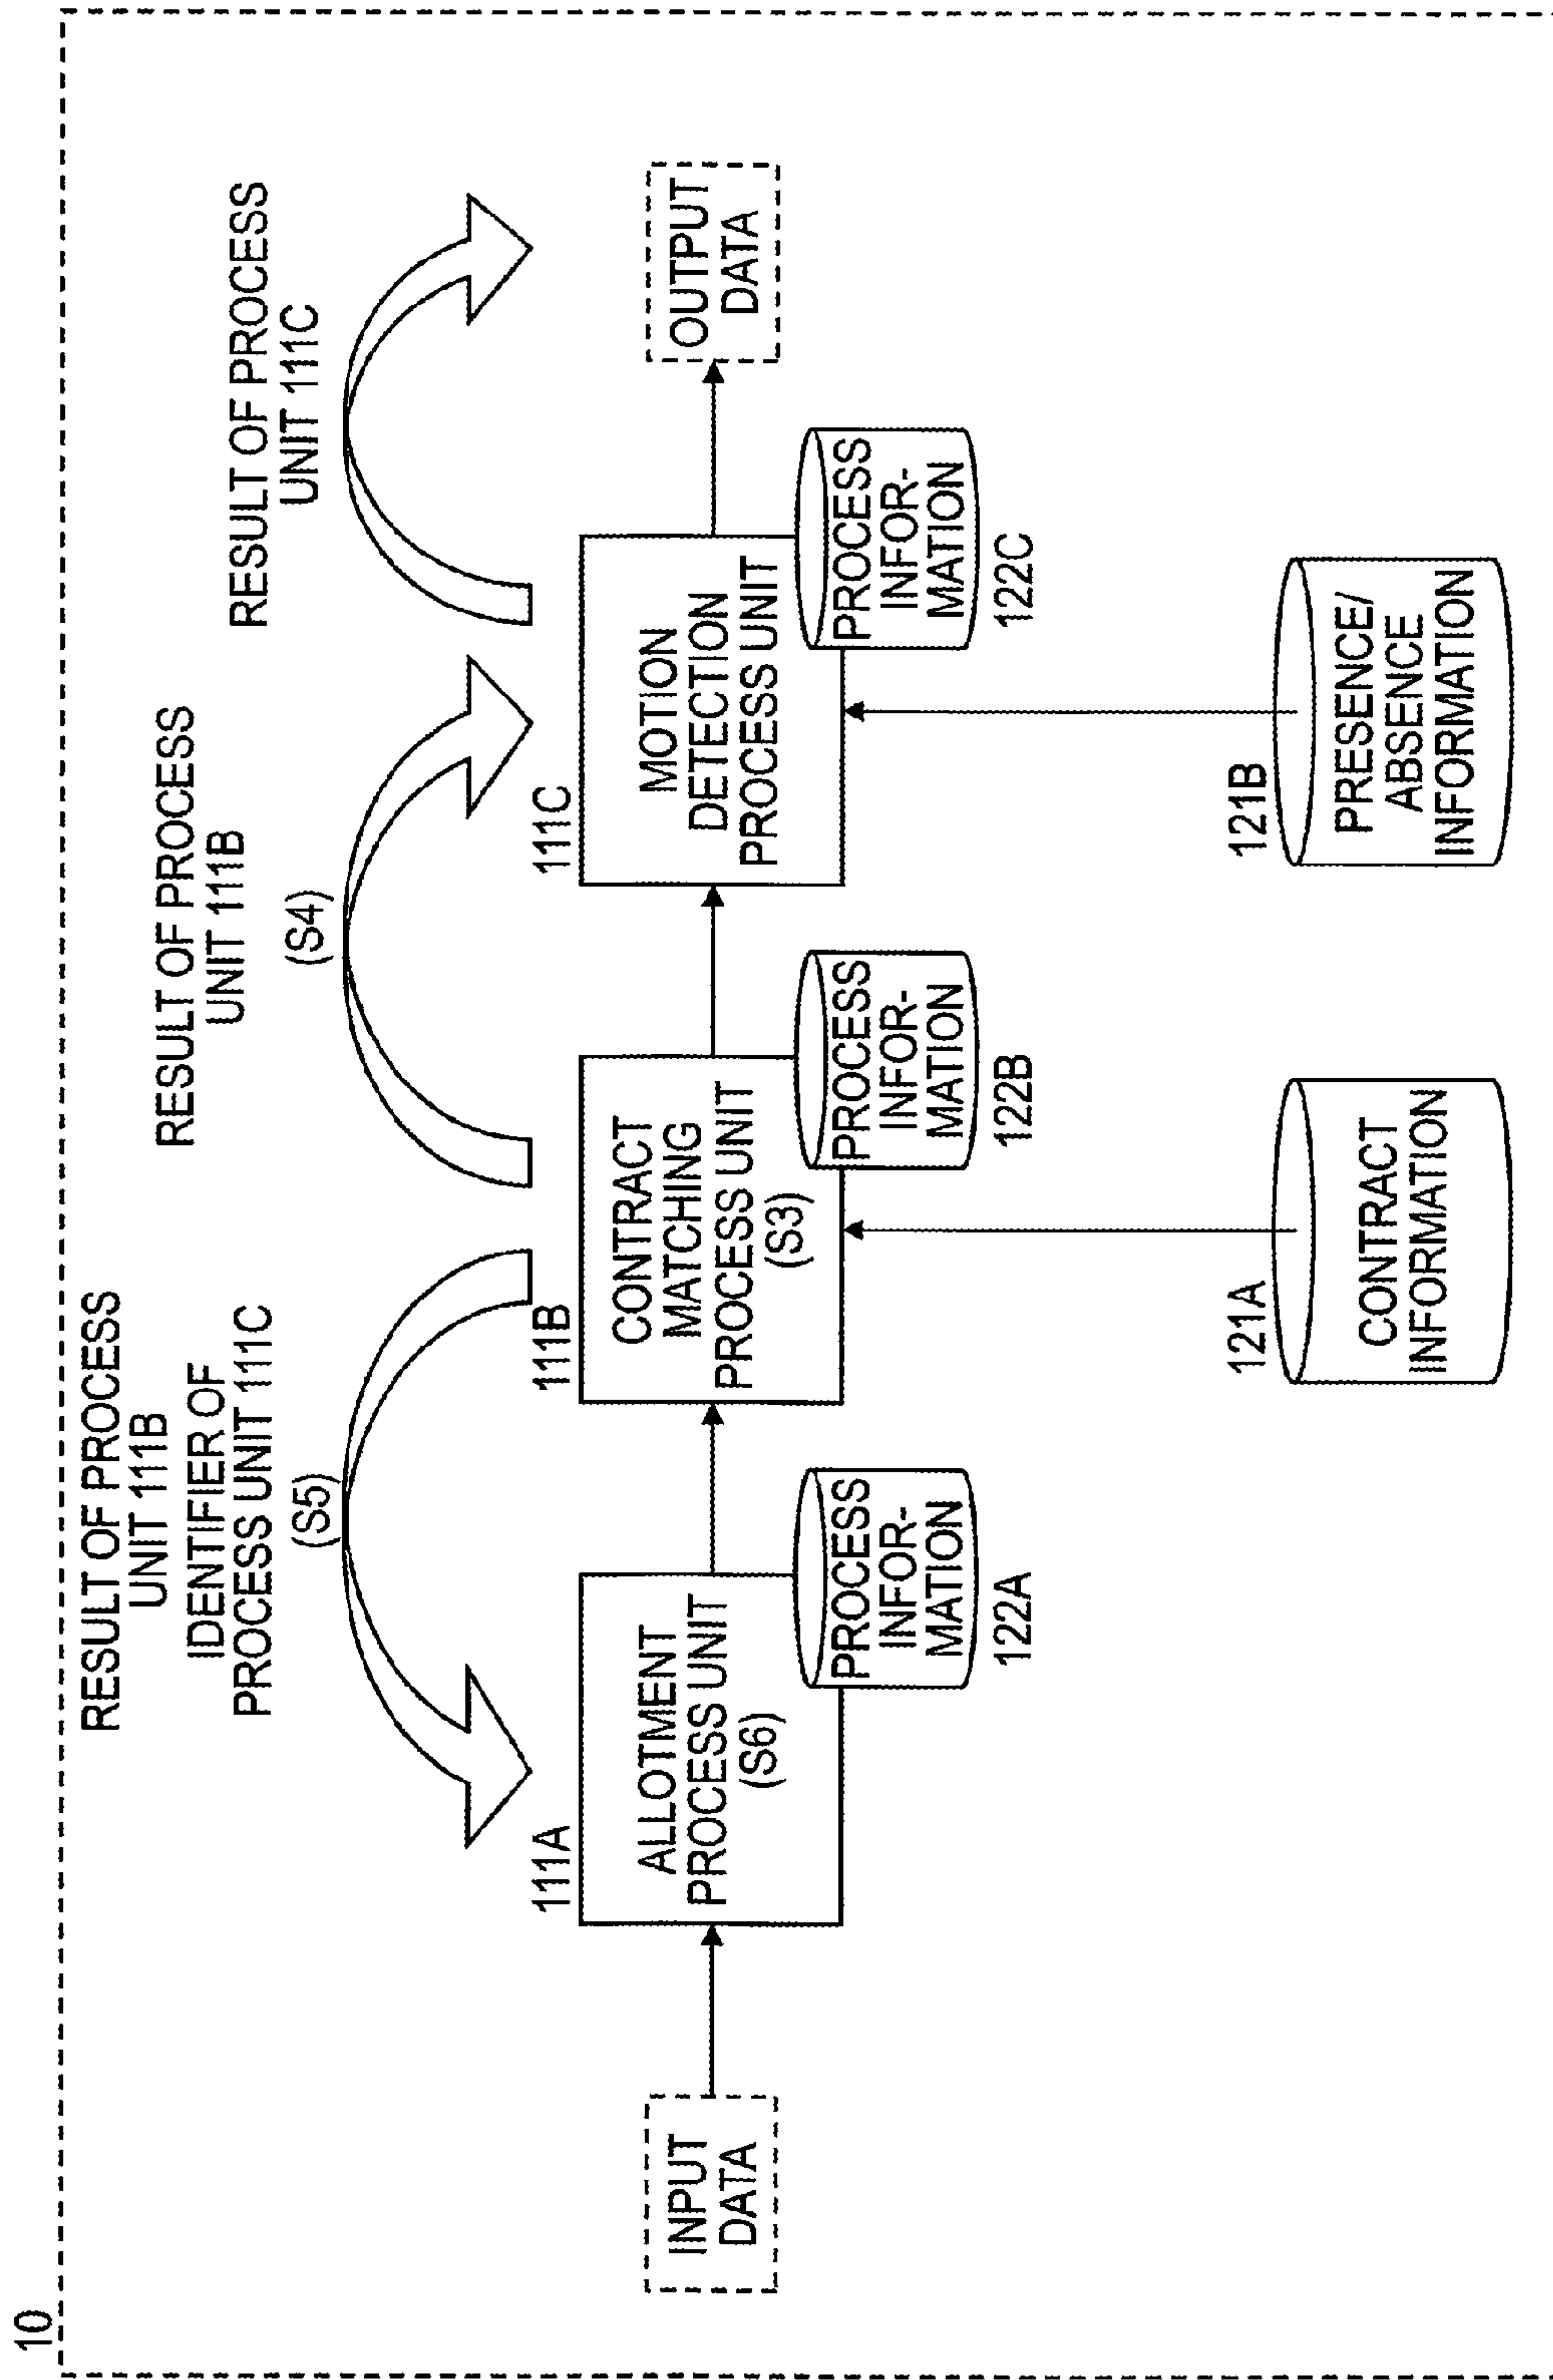 10
RESULT OF PROCESS
UNIT 111B
IDENTIFIER OF
PROCESS UNIT 111C
(S5)
RESULT OF PROCESS
UNIT 111B
(S4)
RESULT OF PROCESS
UNIT 111C
INPUT
DATA
111A
ALLOTMENT
PROCESS UNIT
(S6)
PROCESS
INFOR-
MATION
122A
111B
CONTRACT
MATCHING
PROCESS UNIT
(S3)
PROCESS
INFOR-
MATION
122B
111C
MOTION
DETECTION
PROCESS UNIT
PROCESS
INFOR-
MATION
122C
OUTPUT
DATA
121A
CONTRACT
INFORMATION
121B
PRESENCE/
ABSENCE
INFORMATION